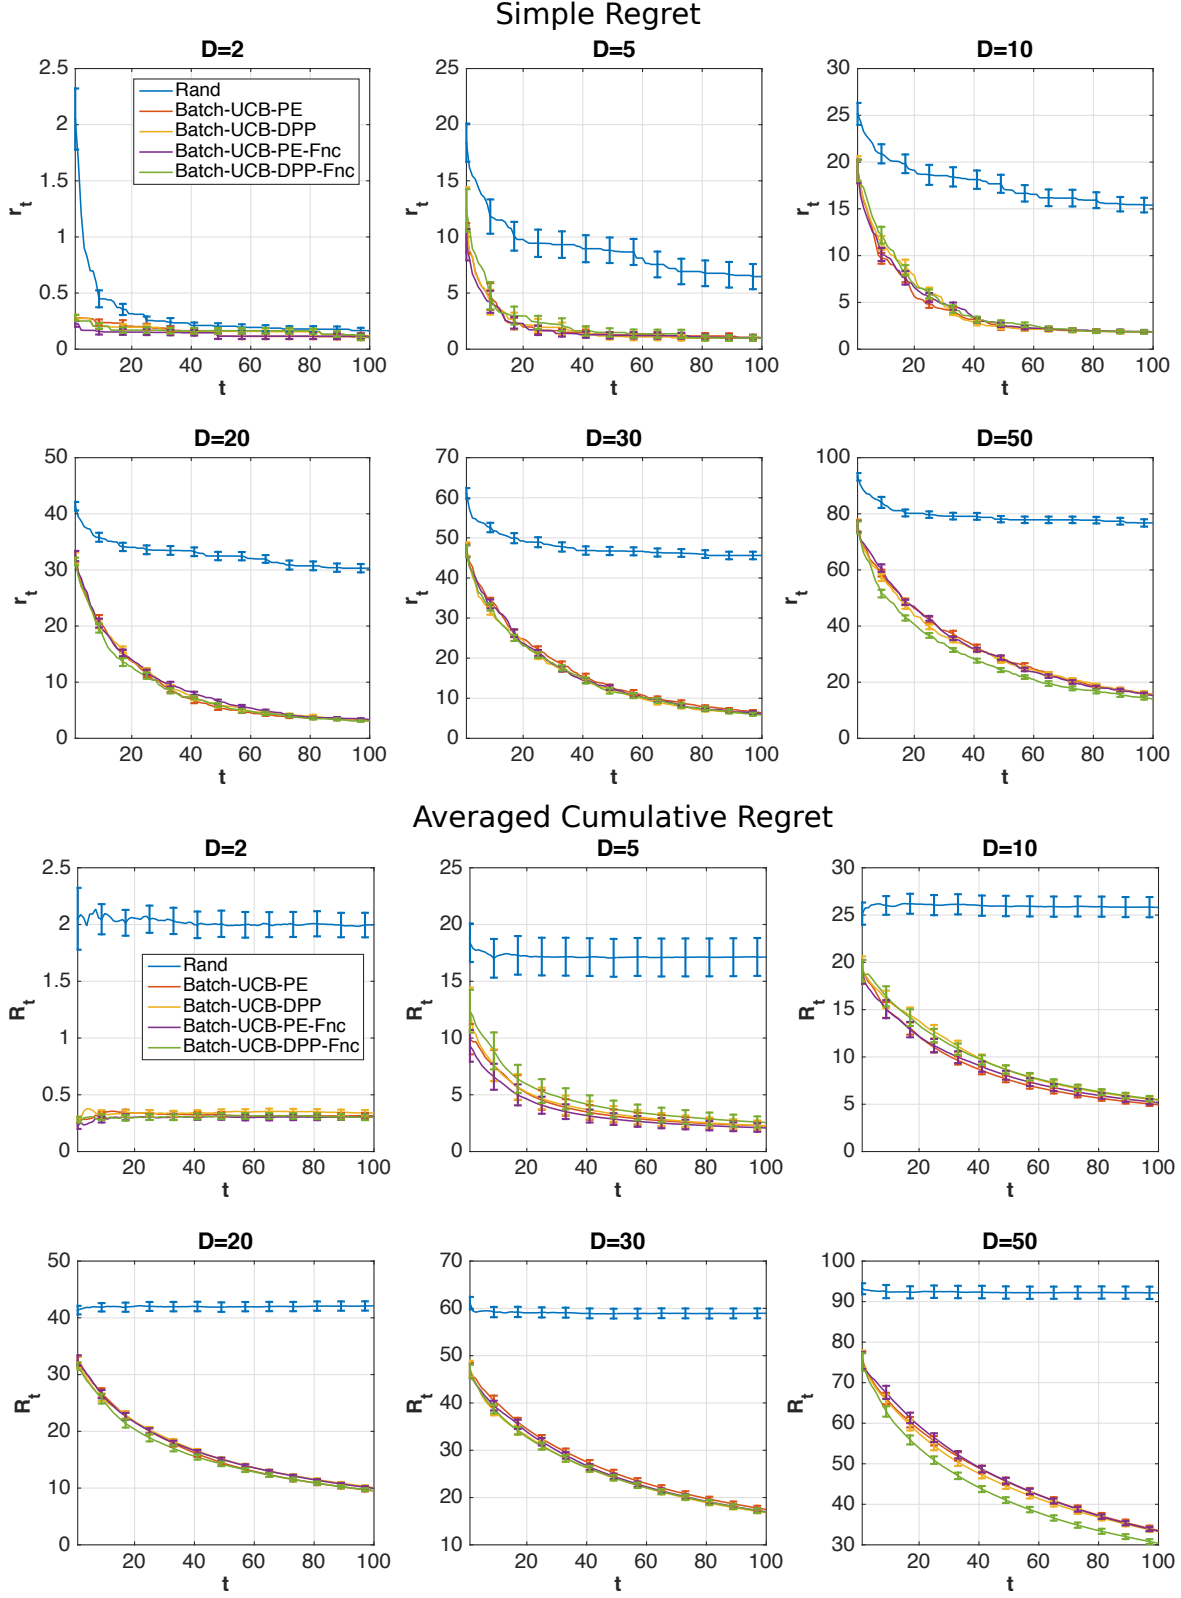 Simple Regret
D=2
2.5
2
1.5
1
0.5
0
r_t
20 40 60 80 100
t
Rand
Batch-UCB-PE
Batch-UCB-DPP
Batch-UCB-PE-Fnc
Batch-UCB-DPP-Fnc
D=5
25
20
15
10
5
0
r_t
20 40 60 80 100
t
D=10
30
25
20
15
10
5
0
r_t
20 40 60 80 100
t
D=20
50
40
30
20
10
0
r_t
20 40 60 80 100
t
D=30
70
60
50
40
30
20
10
0
r_t
20 40 60 80 100
t
D=50
100
80
60
40
20
0
r_t
20 40 60 80 100
t
Averaged Cumulative Regret
D=2
2.5
2
1.5
1
0.5
0
R_t
20 40 60 80 100
t
Rand
Batch-UCB-PE
Batch-UCB-DPP
Batch-UCB-PE-Fnc
Batch-UCB-DPP-Fnc
D=5
25
20
15
10
5
0
R_t
20 40 60 80 100
t
D=10
30
25
20
15
10
5
0
R_t
20 40 60 80 100
t
D=20
50
40
30
20
10
0
R_t
20 40 60 80 100
t
D=30
70
60
50
40
30
20
10
R_t
20 40 60 80 100
t
D=50
100
90
80
70
60
50
40
30
R_t
20 40 60 80 100
t